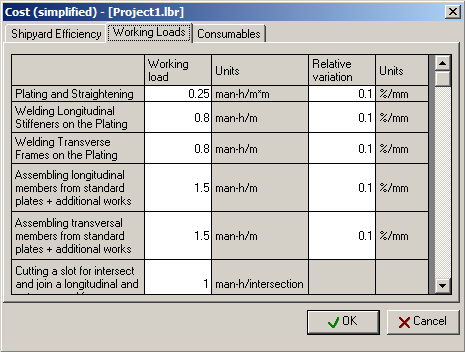 Cost (simplified) - [Project1.lbr]
Shipyard Efficiency Working Loads Consumables
Working load Units Relative variation Units
Plating and Straightening 0.25 man-h/m*m 0.1 %/mm
Welding Longitudinal
Stiffeners on the Plating 0.8 man-h/m 0.1 %/mm
Welding Transverse
Frames on the Plating 0.8 man-h/m 0.1 %/mm
Assembling longitudinal
members from standard 1.5 man-h/m 0.1 %/mm
plates + additional works
Assembling transversal
members from standard 1.5 man-h/m 0.1 %/mm
plates + additional works
Cutting a slot for intersect
and join a longitudinal and 1 man-h/intersection
OK Cancel